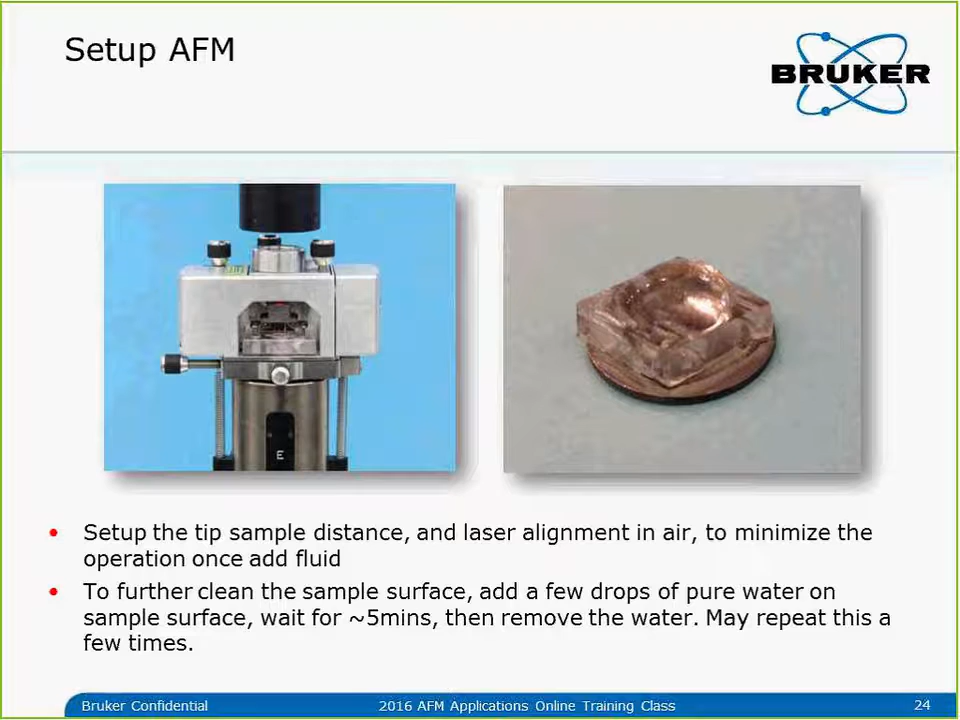 Setup AFM
BRUKER
E
Setup the tip sample distance, and laser alignment in air, to minimize the
operation once add fluid
To further clean the sample surface, add a few drops of pure water on
sample surface, wait for ~5mins, then remove the water. May repeat this a
few times.
Bruker Confidential
2016 AFM Applications Online Training Class
24